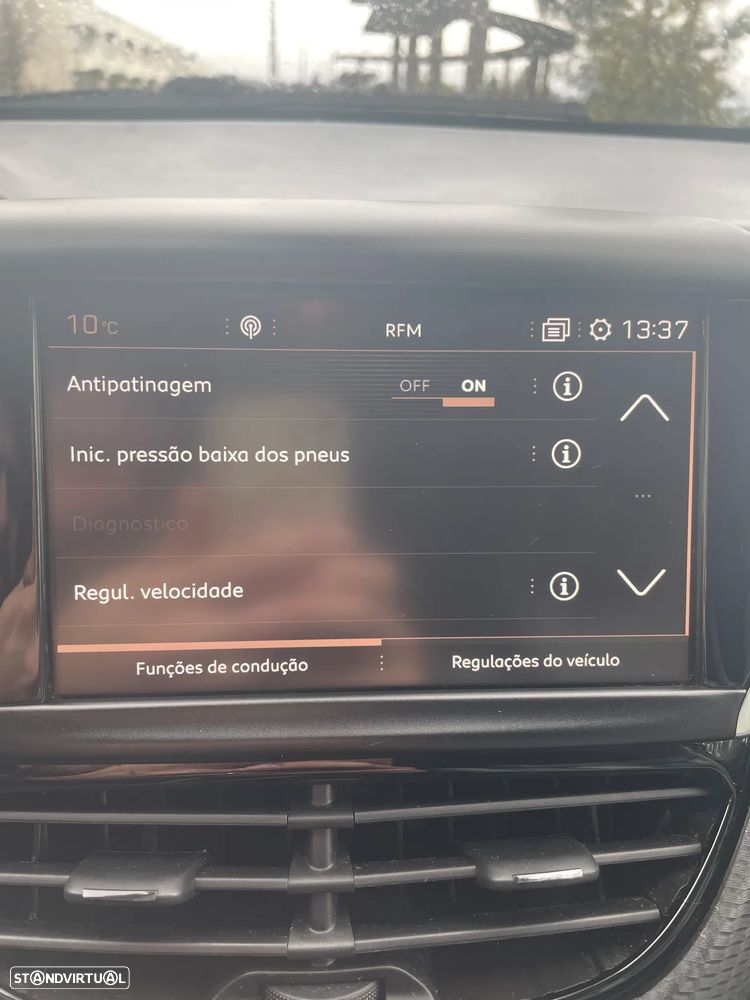 10°C RFM 13:37
Antipatinagem OFF ON
Inic. pressão baixa dos pneus
Diagnóstico
Regul. velocidade
Funções de condução Regulações do veículo
STANDVIRTUAL